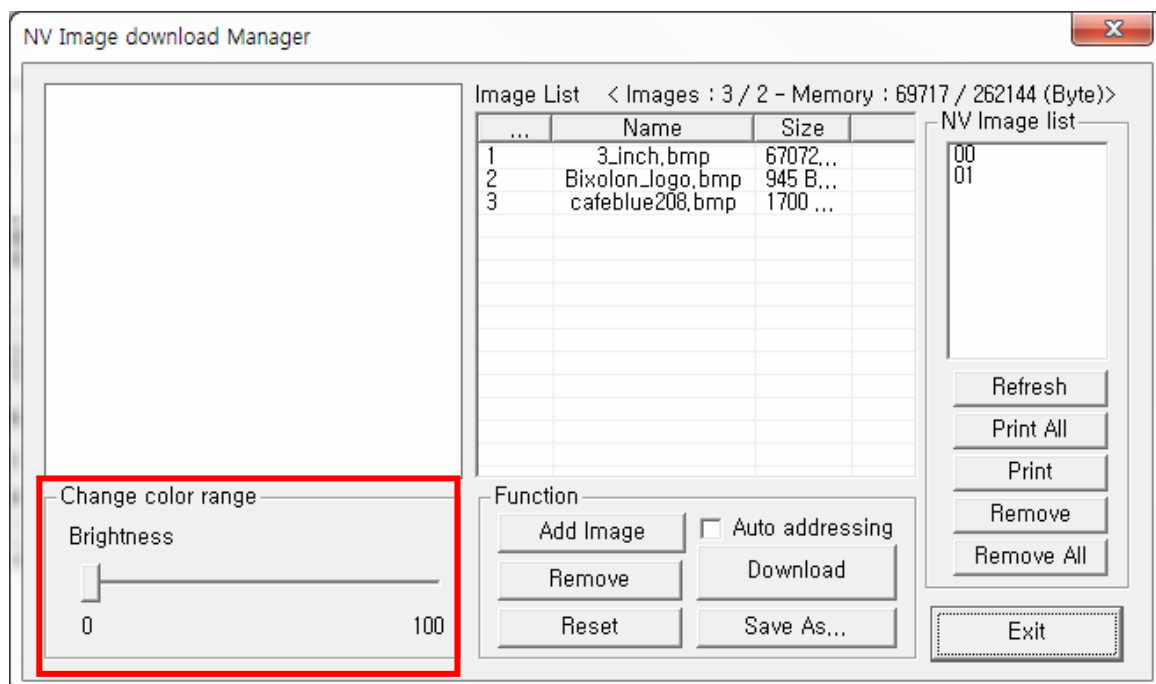 NV Image download Manager
Image List < Images : 3 / 2 - Memory : 69717 / 262144 (Byte)>
... Name Size
1 3_inch.bmp 67072...
2 Bixolon_logo.bmp 945 B...
3 cafeblue208.bmp 1700 ...
NV Image list
00
01
Refresh
Print All
Print
Remove
Remove All
Exit
Change color range
Brightness
0 100
Function
Add Image
Auto addressing
Remove
Download
Reset
Save As...